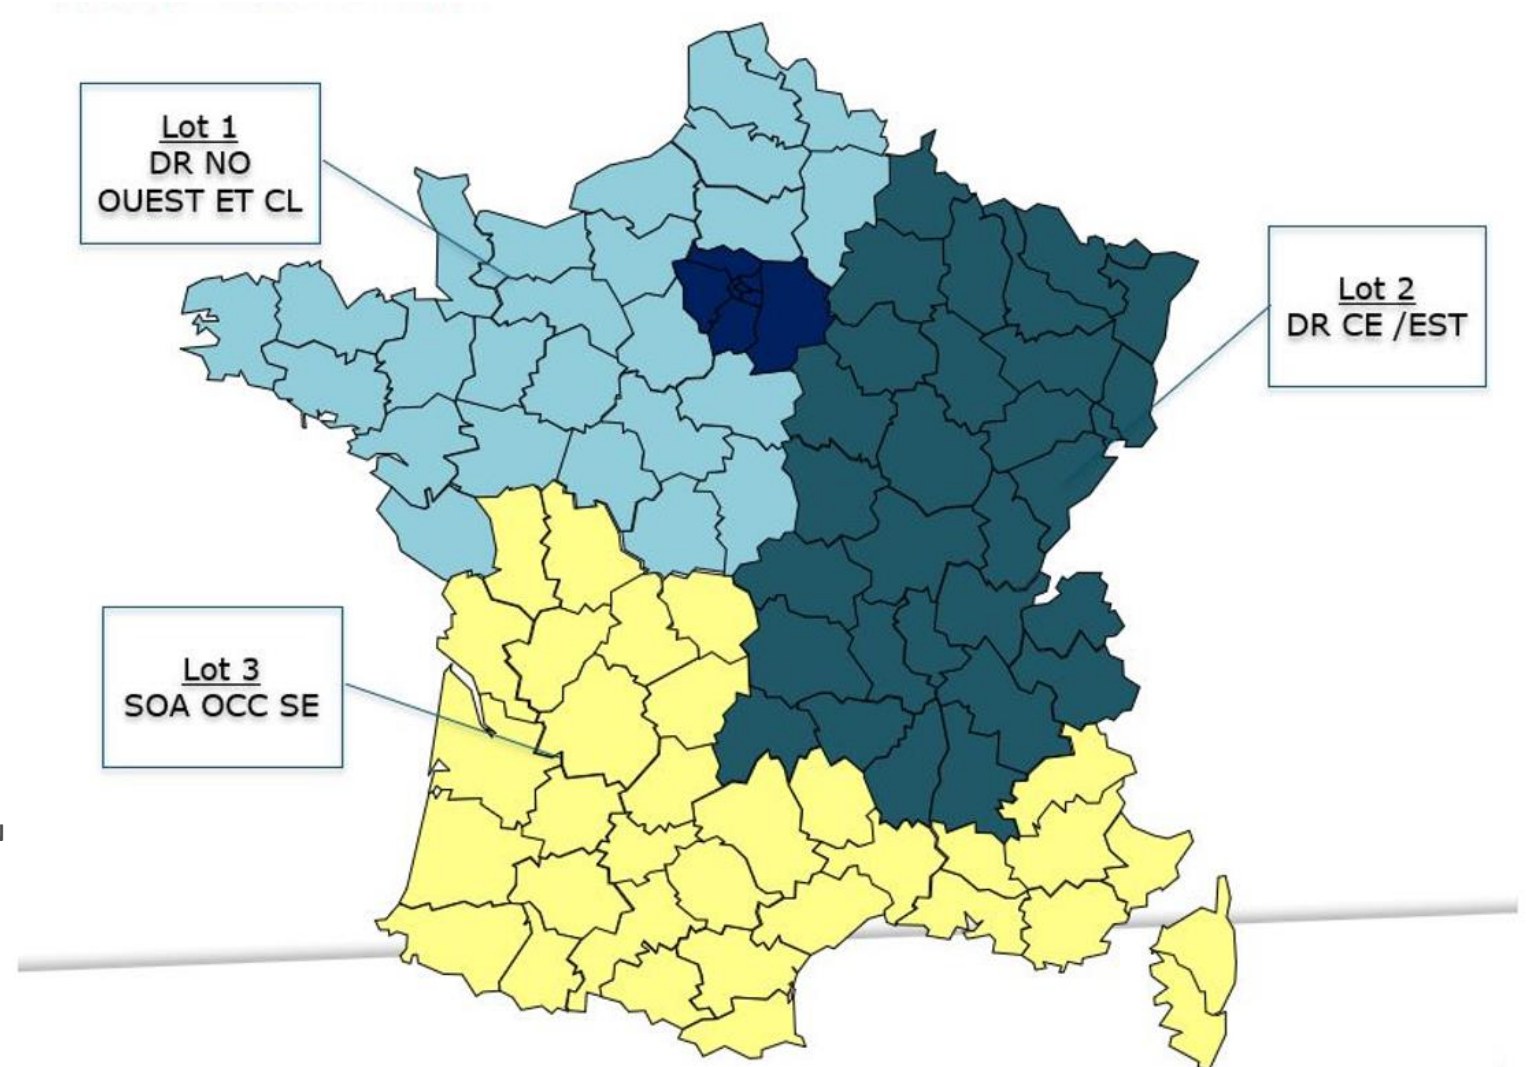 Lot 1
DR NO
OUEST ET CL
Lot 2
DR CE /EST
Lot 3
SOA OCC SE